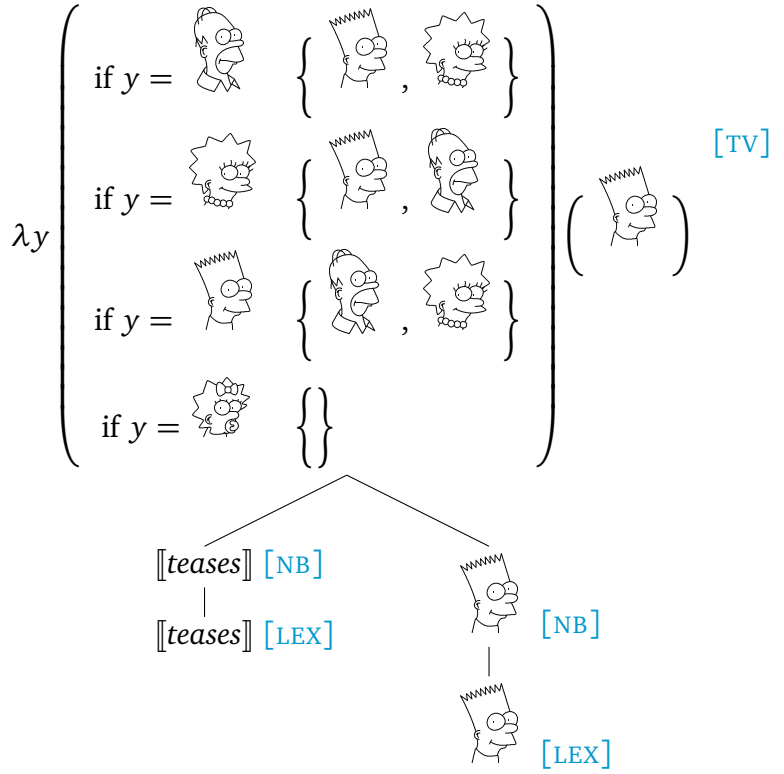 if y = { , }
[TV]
if y = { , }
λy ( ) ( )
if y = { , }
if y = {}
⟦teases⟧ [NB]
⟦teases⟧ [LEX]
[NB]
[LEX]